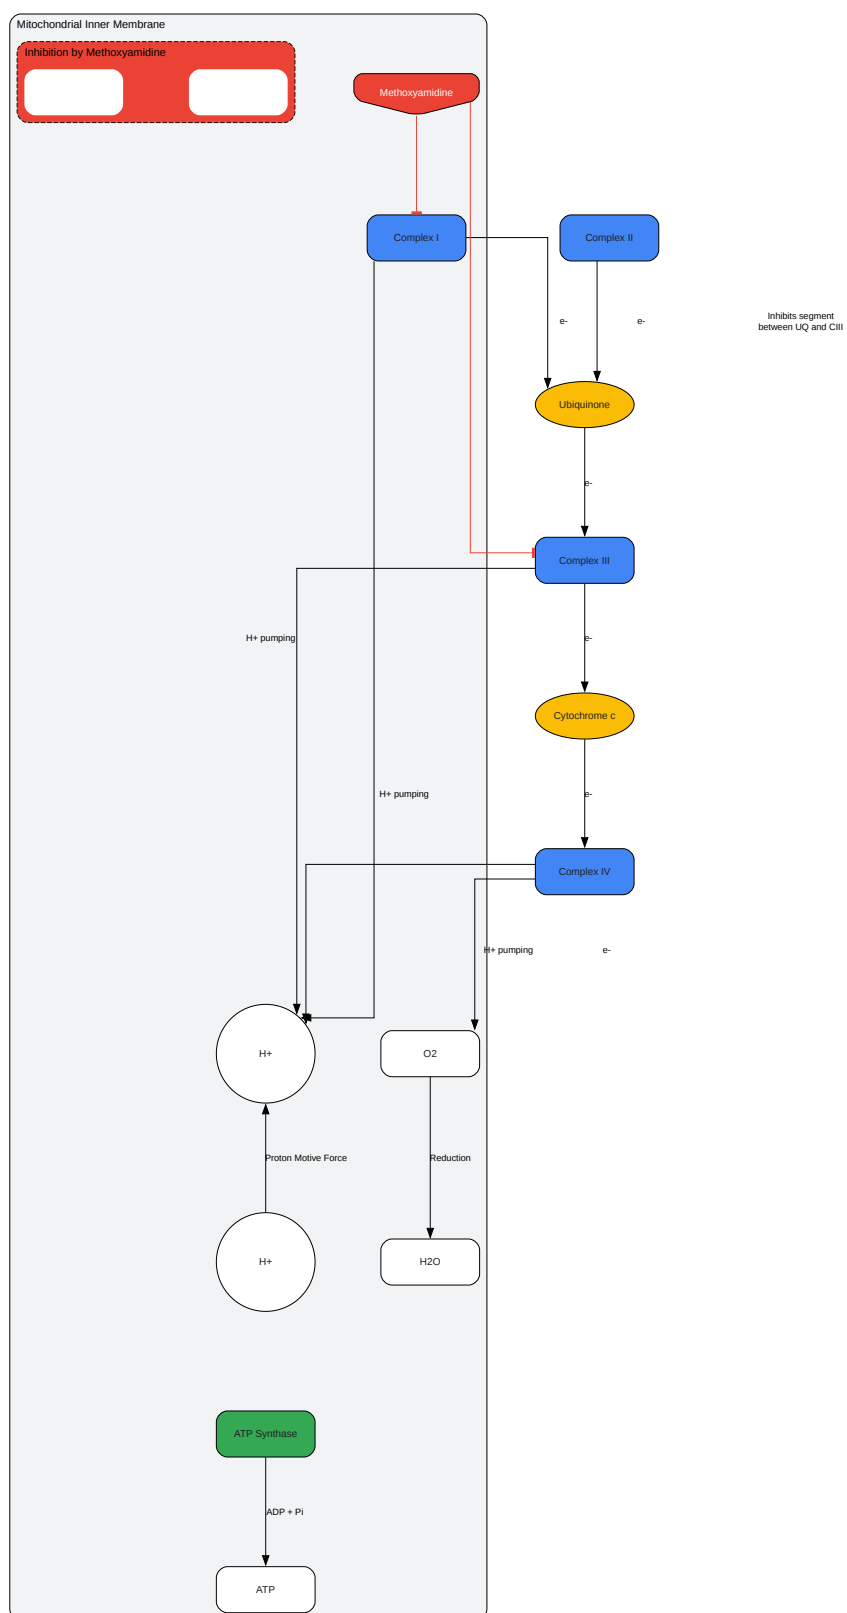 Mitochondrial Inner Membrane
Inhibition by Methoxyamidine
Methoxyamidine
Complex I
Complex II
e-
e-
Inhibits segment
between UQ and CIII
Ubiquinone
e-
Complex III
H+ pumping
e-
Cytochrome c
H+ pumping
e-
Complex IV
H+ pumping
e-
H+
O2
Proton Motive Force
Reduction
H+
H2O
ATP Synthase
ADP + Pi
ATP